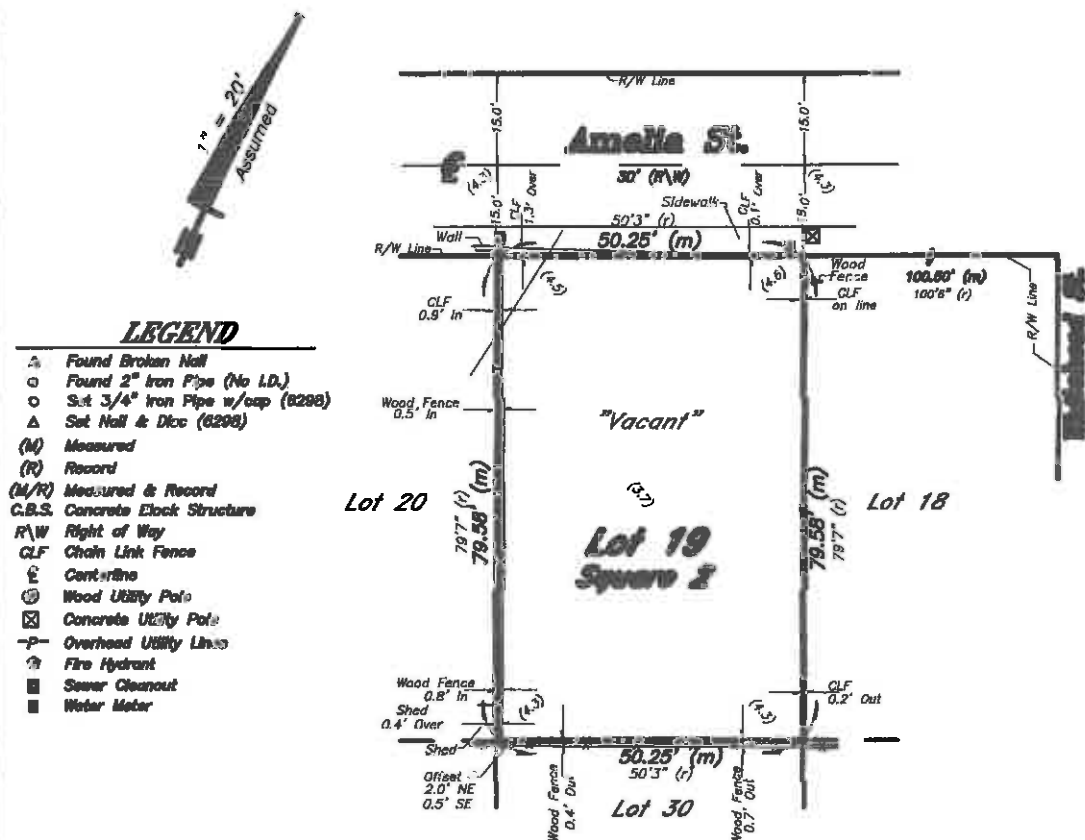 1" = 20'
Assumed
R/W Line
15.0'
15.0'
Amelia St.
30' (R\W)
(4.3)
(4.3)
15.0'
CLF
1.3' Over
CLF
0.1' Over
15.0'
Sidewalk
50'3" (r)
50.25' (m)
Wall
R/W Line
(4.5)
(4.6)
Wood
Fence
CLF
on line
100.50' (m)
100'6" (r)
R/W Line
CLF
0.9' In
Wood Fence
0.5' In
"Vacant"
(3.7)
Lot 20
79'7" (r)
79.58' (m)
Lot 19
Square 2
79.58' (m)
79'7" (r)
Lot 18
LEGEND
Found Broken Nail
Found 2" Iron Pipe (No I.D.)
Set 3/4" Iron Pipe w/cap (6298)
Set Nail & Disc (6298)
(M) Measured
(R) Record
(M/R) Measured & Record
C.B.S. Concrete Block Structure
R\W Right of Way
CLF Chain Link Fence
Centerline
Wood Utility Pole
Concrete Utility Pole
-P- Overhead Utility Lines
Fire Hydrant
Sewer Cleanout
Water Meter
Wood Fence
0.8' In
Shed
0.4' Over
Shed
(4.3)
(4.3)
CLF
0.2' Out
Offset
2.0' NE
0.5' SE
Wood Fence
0.4' Out
50.25' (m)
50'3" (r)
Wood Fence
0.7' Out
Lot 30